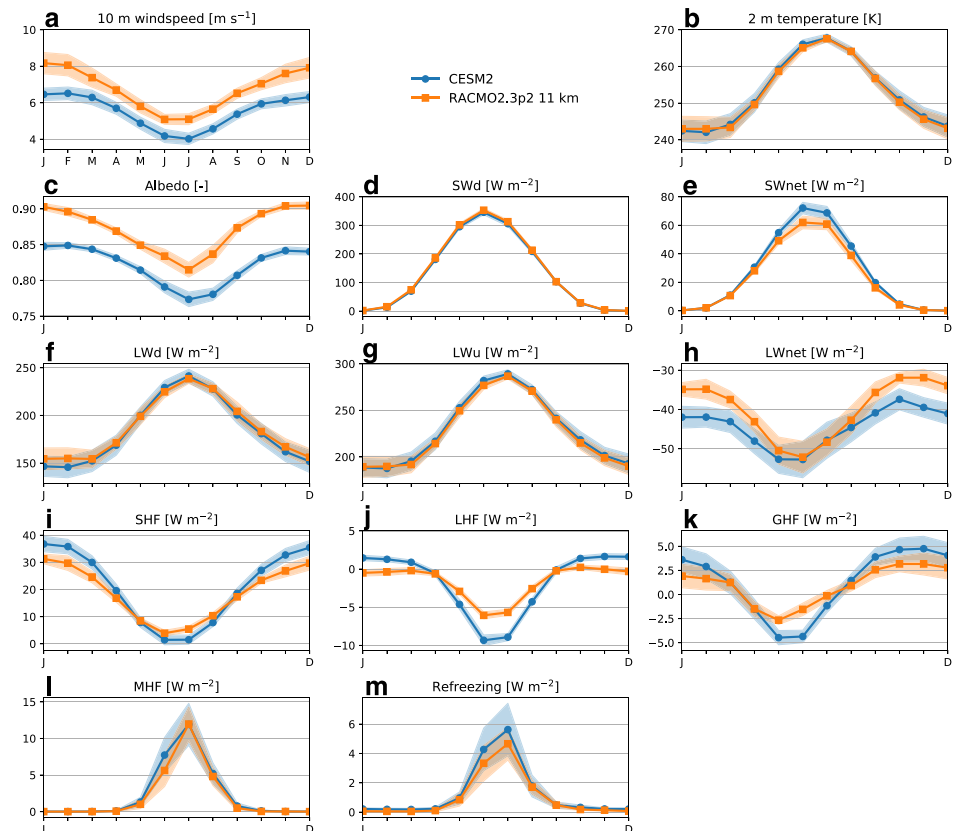 a 10 m windspeed [m s⁻¹]
10
8
6
4
J F M A M J J A S O N D
CESM2
RACMO2.3p2 11 km
b 2 m temperature [K]
270
260
250
240
J D
c Albedo [-]
0.90
0.85
0.80
0.75
J D
d SWd [W m⁻²]
400
300
200
100
0
J D
e SWnet [W m⁻²]
80
60
40
20
0
J D
f LWd [W m⁻²]
250
200
150
J D
g LWu [W m⁻²]
300
250
200
J D
h LWnet [W m⁻²]
−30
−40
−50
J D
i SHF [W m⁻²]
40
30
20
10
0
J D
j LHF [W m⁻²]
5
0
−5
−10
J D
k GHF [W m⁻²]
5.0
2.5
0.0
−2.5
−5.0
J D
l MHF [W m⁻²]
15
10
5
0
J D
m Refreezing [W m⁻²]
6
4
2
0
J D